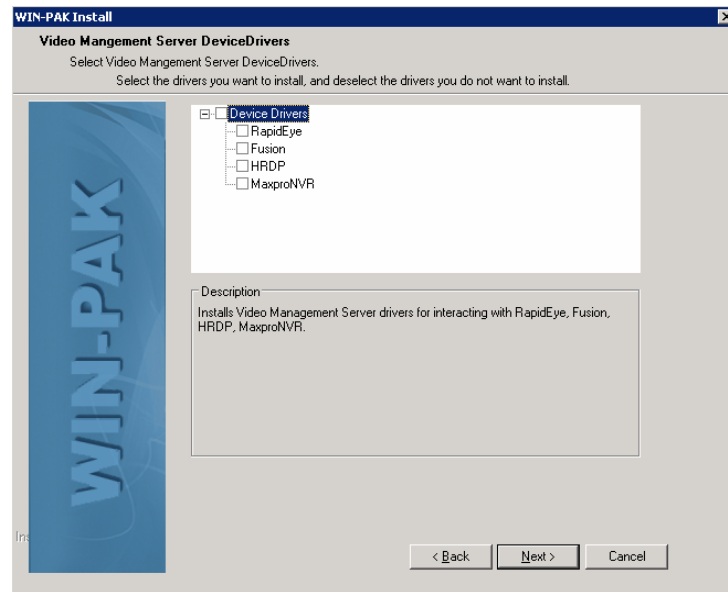 WIN-PAK Install
Video Mangement Server DeviceDrivers
Select Video Mangement Server DeviceDrivers.
Select the drivers you want to install, and deselect the drivers you do not want to install.
Device Drivers
RapidEye
Fusion
HRDP
MaxproNVR
WIN-PAK
Description
Installs Video Management Server drivers for interacting with RapidEye, Fusion,
HRDP, MaxproNVR.
Ins
< Back
Next >
Cancel